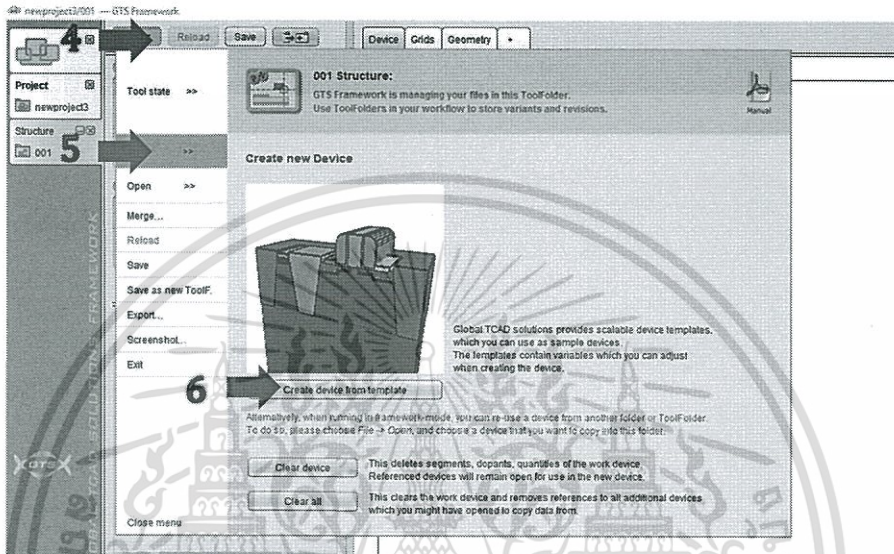 newproject3/001 — GTS Framework
4
Reload Save
Device Grids Geometry +
Project
newproject3
Structure
001
5
Tool state >>
>>
Open >>
Merge...
Reload
Save
Save as new ToolF.
Export...
Screenshot...
Exit
Close menu
001 Structure:
GTS Framework is managing your files in this ToolFolder.
Use ToolFolders in your workflow to store variants and revisions.
Manual
Create new Device
Global TCAD solutions provides scalable device templates,
which you can use as sample devices.
The templates contain variables which you can adjust
when creating the device.
6
Create device from template
Alternatively, when running in framework-mode, you can re-use a device from another folder or ToolFolder.
To do so, please choose File → Open, and choose a device that you want to copy into this folder.
Clear device
This deletes segments, dopants, quantities of the work device.
Referenced devices will remain open for use in the new device.
Clear all
This clears the work device and removes references to all additional devices
which you might have opened to copy data from.
GTS
FRAMEWORK